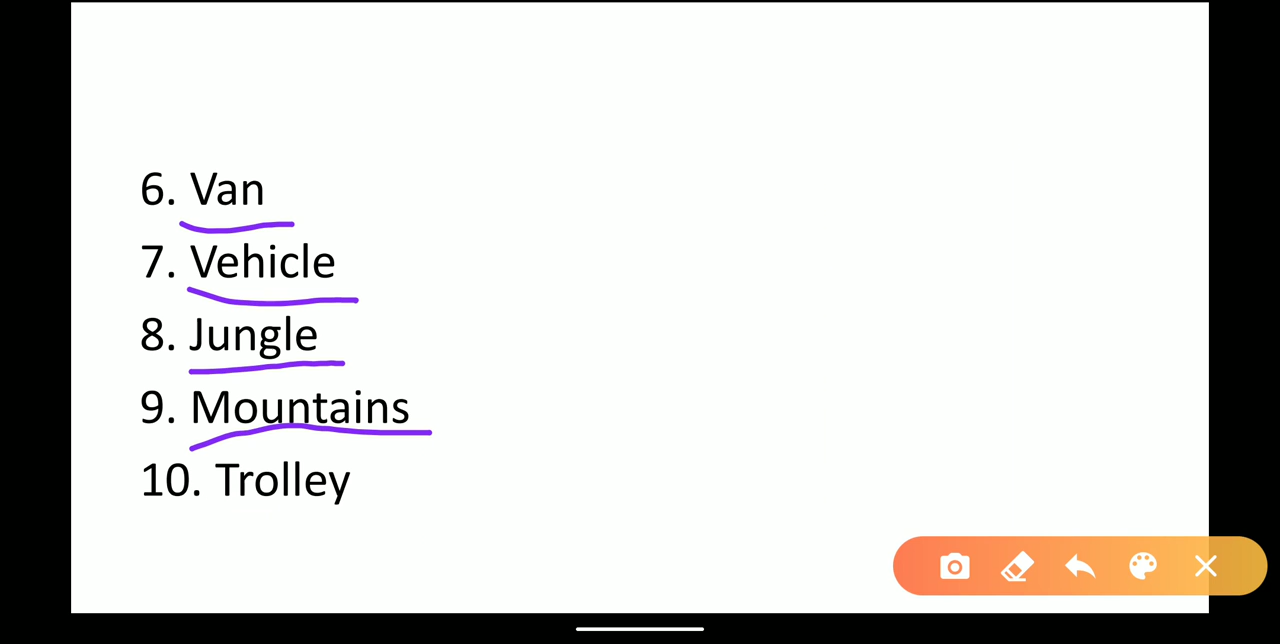 6. Van
7. Vehicle
8. Jungle
9. Mountains
10. Trolley